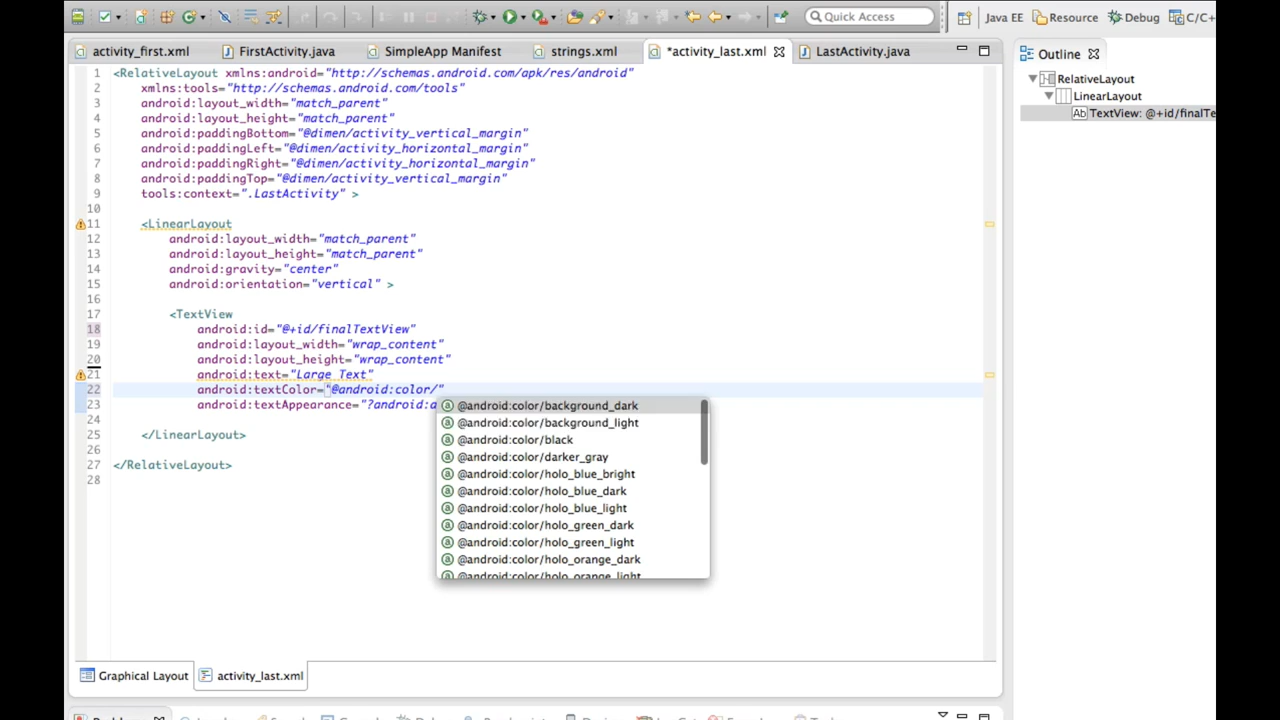 Quick Access
Java EE
Resource
Debug
C/C+
activity_first.xml
FirstActivity.java
SimpleApp Manifest
strings.xml
*activity_last.xml
LastActivity.java
Outline
1 <RelativeLayout xmlns:android="http://schemas.android.com/apk/res/android"
2 xmlns:tools="http://schemas.android.com/tools"
3 android:layout_width="match_parent"
4 android:layout_height="match_parent"
5 android:paddingBottom="@dimen/activity_vertical_margin"
6 android:paddingLeft="@dimen/activity_horizontal_margin"
7 android:paddingRight="@dimen/activity_horizontal_margin"
8 android:paddingTop="@dimen/activity_vertical_margin"
9 tools:context=".LastActivity" >
10
11 <LinearLayout
12 android:layout_width="match_parent"
13 android:layout_height="match_parent"
14 android:gravity="center"
15 android:orientation="vertical" >
16
17 <TextView
18 android:id="@+id/finalTextView"
19 android:layout_width="wrap_content"
20 android:layout_height="wrap_content"
21 android:text="Large Text"
22 android:textColor="@android:color/"
23 android:textAppearance="?android:a
24
25 </LinearLayout>
26
27 </RelativeLayout>
28
@android:color/background_dark
@android:color/background_light
@android:color/black
@android:color/darker_gray
@android:color/holo_blue_bright
@android:color/holo_blue_dark
@android:color/holo_blue_light
@android:color/holo_green_dark
@android:color/holo_green_light
@android:color/holo_orange_dark
@android:color/holo_orange_light
RelativeLayout
LinearLayout
Ab TextView: @+id/finalTe
Graphical Layout
activity_last.xml